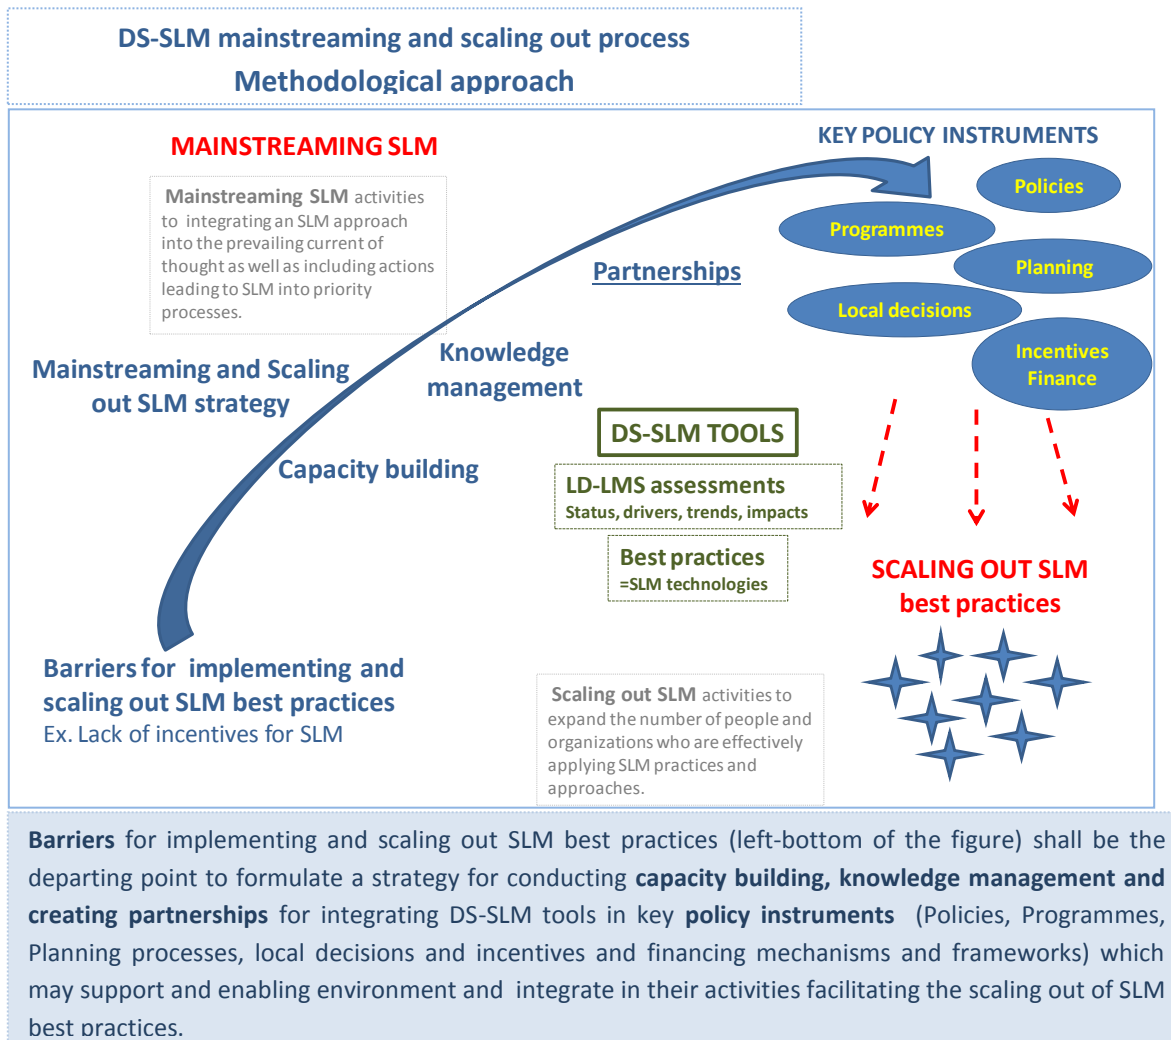 DS-SLM mainstreaming and scaling out process
Methodological approach
MAINSTREAMING SLM
Mainstreaming SLM activities
to integrating an SLM approach
into the prevailing current of
thought as well as including actions
leading to SLM into priority
processes.
KEY POLICY INSTRUMENTS
Policies
Programmes
Planning
Local decisions
Incentives
Finance
Partnerships
Knowledge
management
Mainstreaming and Scaling
out SLM strategy
Capacity building
DS-SLM TOOLS
LD-LMS assessments
Status, drivers, trends, impacts
Best practices
=SLM technologies
SCALING OUT SLM
best practices
Barriers for implementing and
scaling out SLM best practices
Ex. Lack of incentives for SLM
Scaling out SLM activities to
expand the number of people and
organizations who are effectively
applying SLM practices and
approaches.
Barriers for implementing and scaling out SLM best practices (left-bottom of the figure) shall be the
departing point to formulate a strategy for conducting capacity building, knowledge management and
creating partnerships for integrating DS-SLM tools in key policy instruments (Policies, Programmes,
Planning processes, local decisions and incentives and financing mechanisms and frameworks) which
may support and enabling environment and integrate in their activities facilitating the scaling out of SLM
best practices.